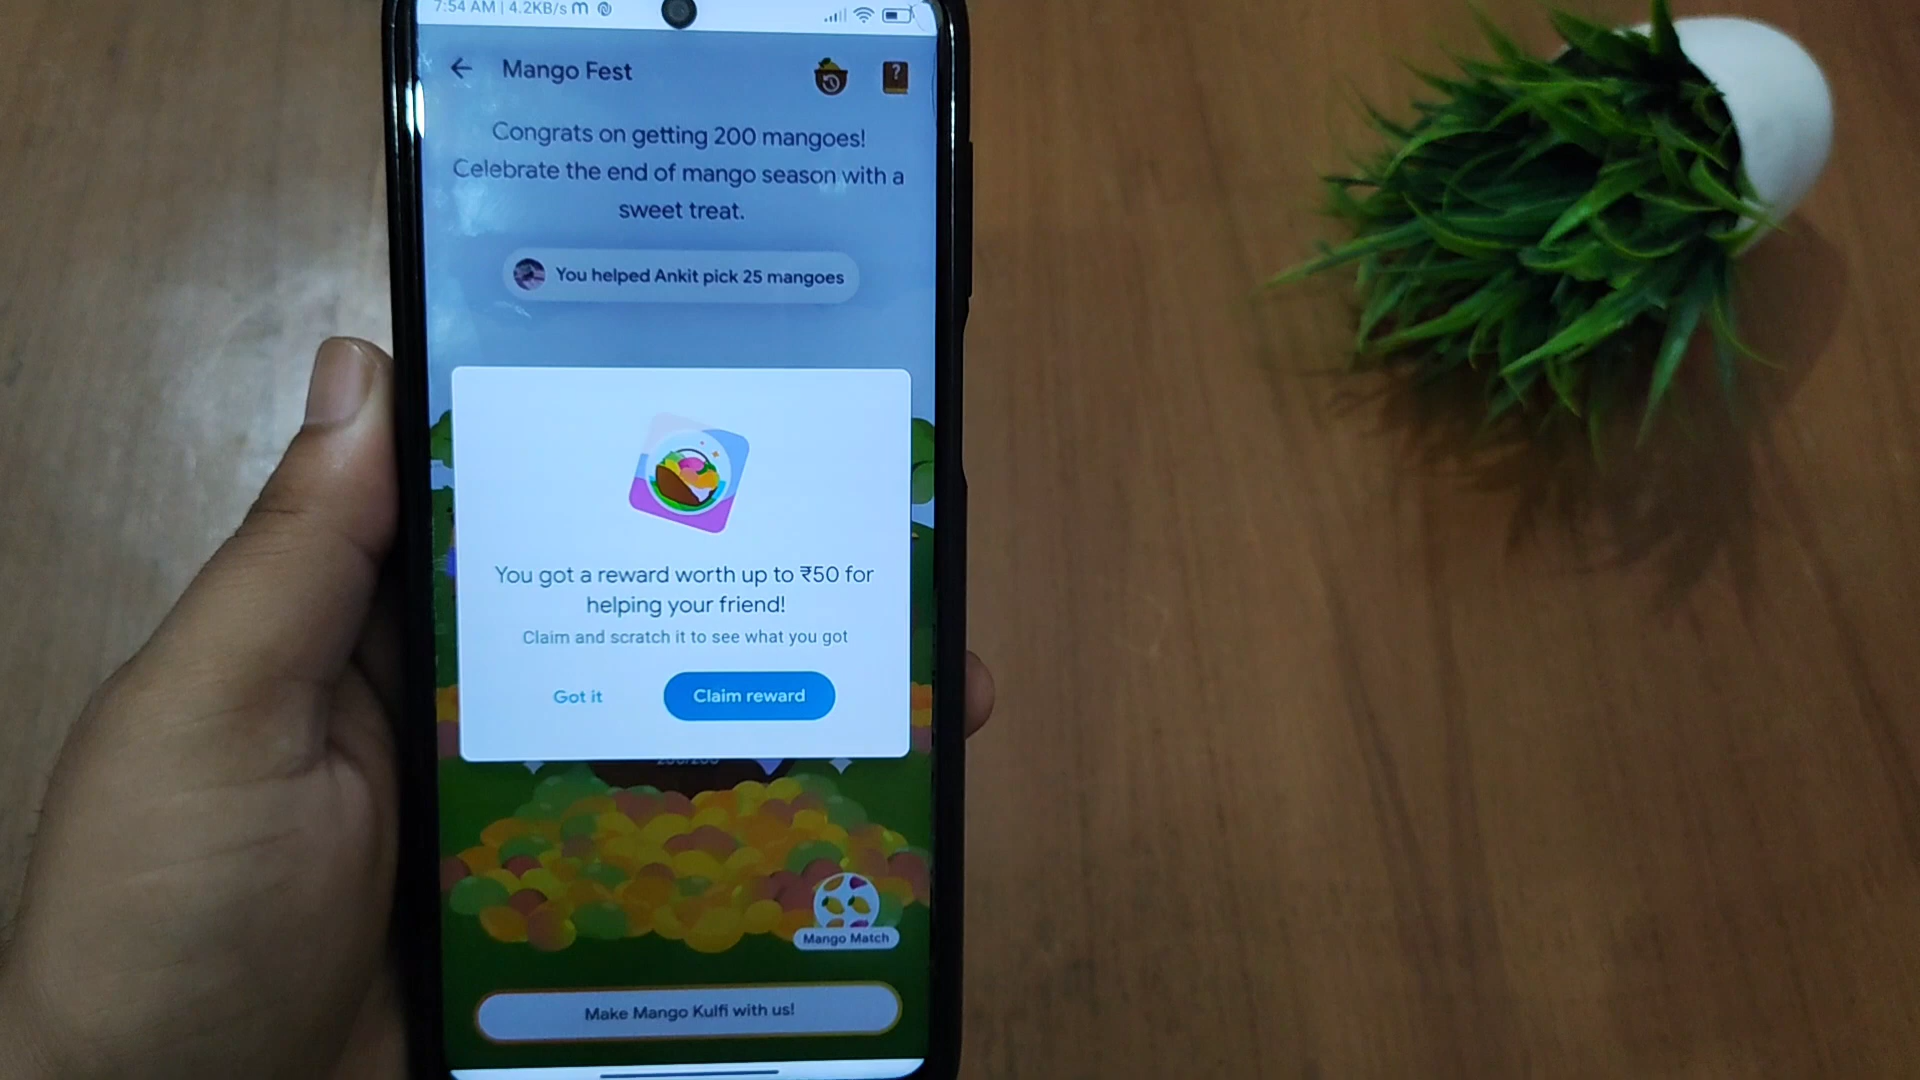 7:54 AM | 4.2KB/s m
Mango Fest
?
Congrats on getting 200 mangoes!
Celebrate the end of mango season with a
sweet treat.
You helped Ankit pick 25 mangoes
You got a reward worth up to ₹50 for
helping your friend!
Claim and scratch it to see what you got
Got it
Claim reward
Mango Match
Make Mango Kulfi with us!